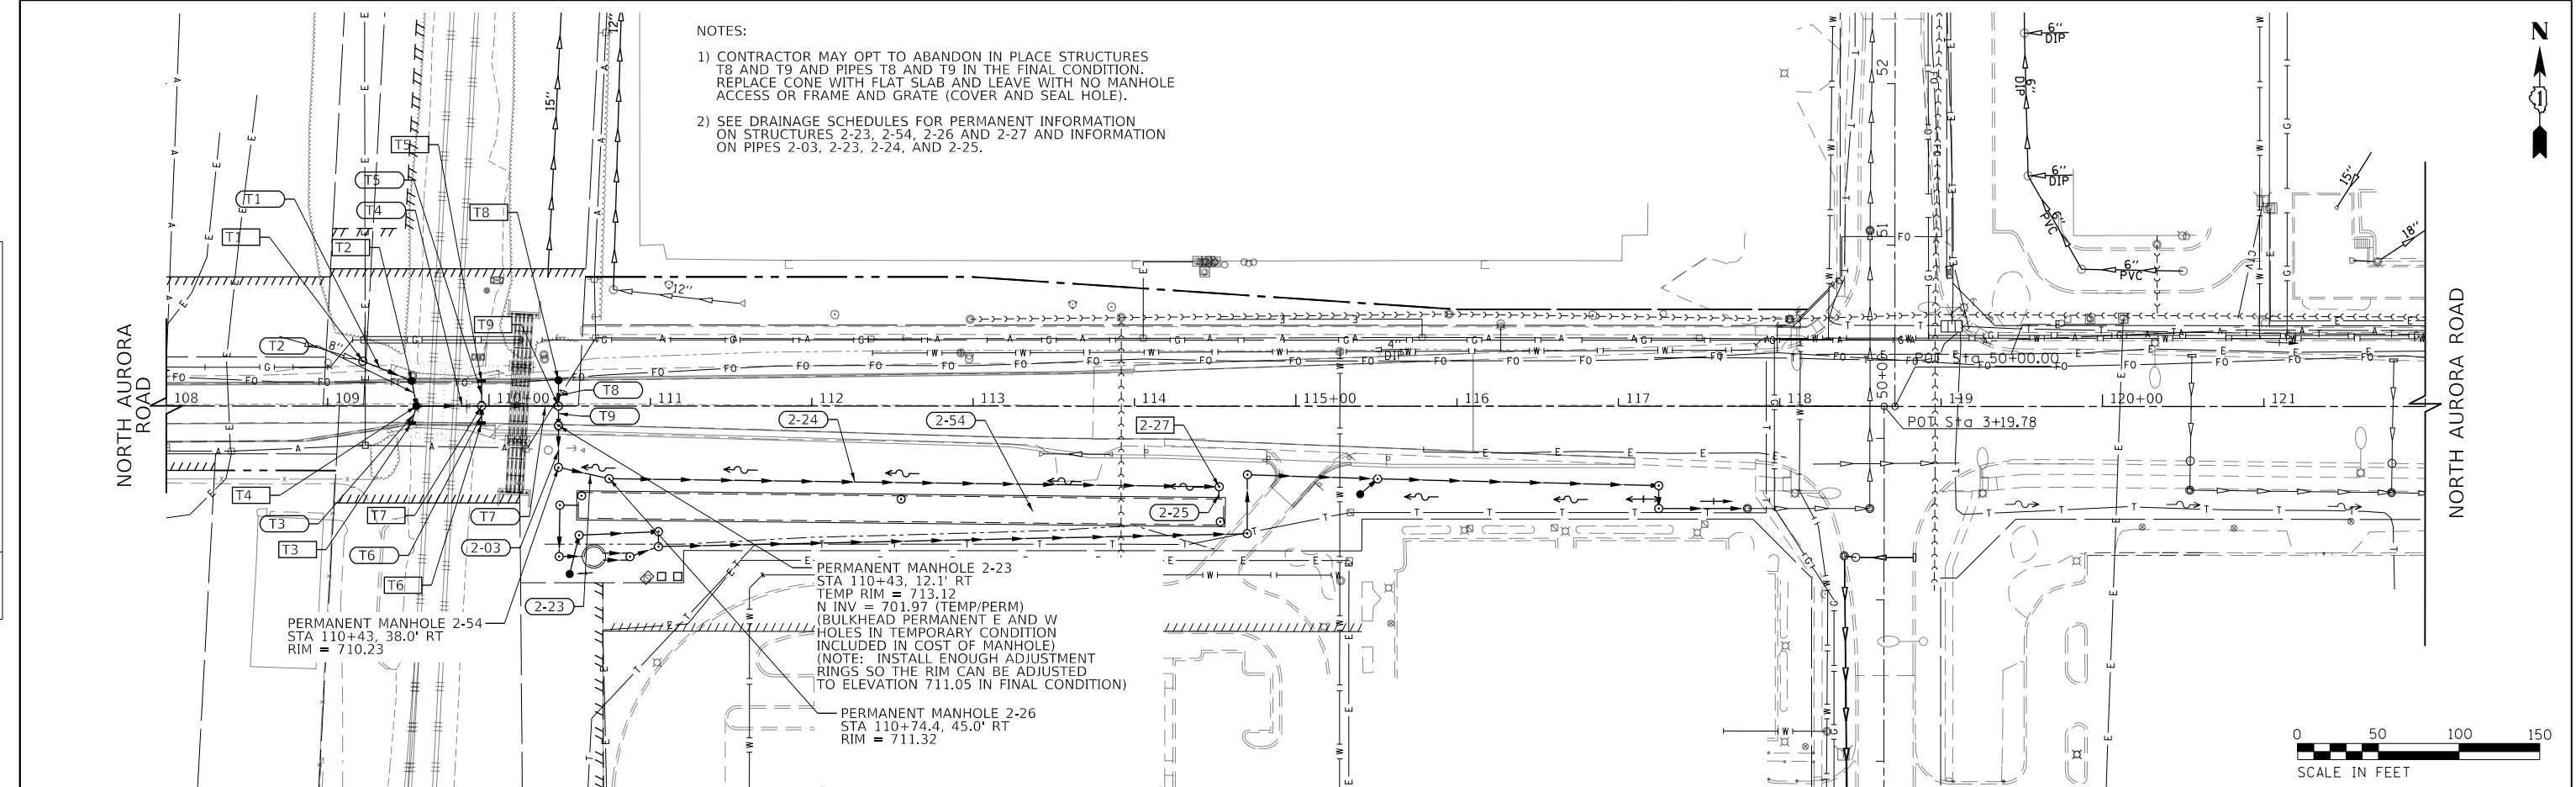 NOTES:
1) CONTRACTOR MAY OPT TO ABANDON IN PLACE STRUCTURES
T8 AND T9 AND PIPES T8 AND T9 IN THE FINAL CONDITION.
REPLACE CONE WITH FLAT SLAB AND LEAVE WITH NO MANHOLE
ACCESS OR FRAME AND GRATE (COVER AND SEAL HOLE).
2) SEE DRAINAGE SCHEDULES FOR PERMANENT INFORMATION
ON STRUCTURES 2-23, 2-54, 2-26 AND 2-27 AND INFORMATION
ON PIPES 2-03, 2-23, 2-24, AND 2-25.
N
1
12"
15"
6"
DIP
6"
DIP
6"
DIP
6"
PVC
6"
PVC
15"
18"
CTV
52
51
50+00
T5
T5
T1
T4
T8
T1
T2
12"
T9
T2
8"
4"
DIP
POT Sta 50+00.00
NORTH AURORA
ROAD
108
109
110+00
111
112
113
114
115+00
116
117
118
119
120+00
121
NORTH AURORA ROAD
T8
T9
2-24
2-54
2-27
POT Sta 3+19.78
T4
T3
T7
T7
2-25
T3
T6
2-03
T6
2-23
PERMANENT MANHOLE 2-54
STA 110+43, 38.0' RT
RIM = 710.23
PERMANENT MANHOLE 2-23
STA 110+43, 12.1' RT
TEMP RIM = 713.12
N INV = 701.97 (TEMP/PERM)
(BULKHEAD PERMANENT E AND W
HOLES IN TEMPORARY CONDITION
INCLUDED IN COST OF MANHOLE)
(NOTE: INSTALL ENOUGH ADJUSTMENT
RINGS SO THE RIM CAN BE ADJUSTED
TO ELEVATION 711.05 IN FINAL CONDITION)
PERMANENT MANHOLE 2-26
STA 110+74.4, 45.0' RT
RIM = 711.32
0 50 100 150
SCALE IN FEET